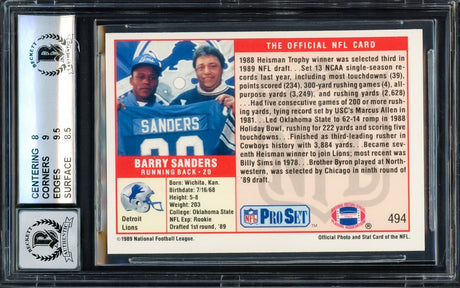 BECKETT
AUTHENTIC
CENTERING 8
CORNERS 9
EDGES 9.5
SURFACE 8.5
SANDERS
BARRY SANDERS
RUNNING BACK • 20
Born: Wichita, Kan.
Birthdate: 7/16/68
Height: 5-8
Weight: 203
College: Oklahoma State
NFL Exp: Rookie
Drafted 1st round, '89
Detroit
Lions
©1989 National Football League.
THE OFFICIAL NFL CARD
1988 Heisman Trophy winner was selected third in
1989 NFL draft... Set 13 NCAA single-season
records last year, including most touchdowns (39),
points scored (234), 300-yard rushing games (4), all-
purpose yards (3,249), and rushing yards (2,628)
...Had five consecutive games of 200 or more rush-
ing yards, tying record set by USC's Marcus Allen in
1981... Led Oklahoma State to 62-14 romp in 1988
Holiday Bowl, rushing for 222 yards and scoring five
touchdowns... Finished as third-leading rusher in
Cowboys history with 3,884 yards... Became sev-
enth Heisman winner to join Lions; most recent was
Billy Sims in 1978... Brother Byron played at North-
western, was selected by Chicago in ninth round
of '89 draft.
NFL PRO SET
TM
494
Official Photo and Stat Card of the NFL.